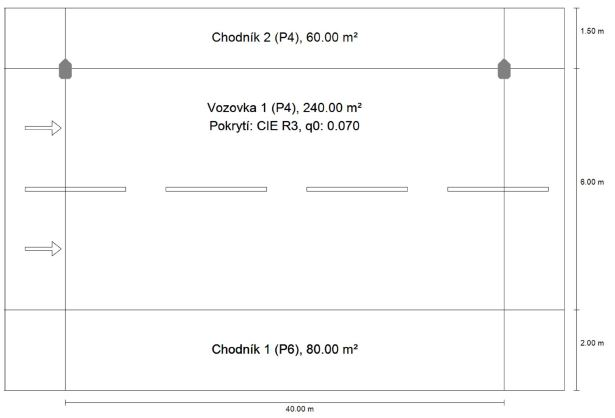 Chodník 2 (P4), 60.00 m²
1.50 m
Vozovka 1 (P4), 240.00 m²
Pokrytí: CIE R3, q0: 0.070
6.00 m
Chodník 1 (P6), 80.00 m²
2.00 m
40.00 m